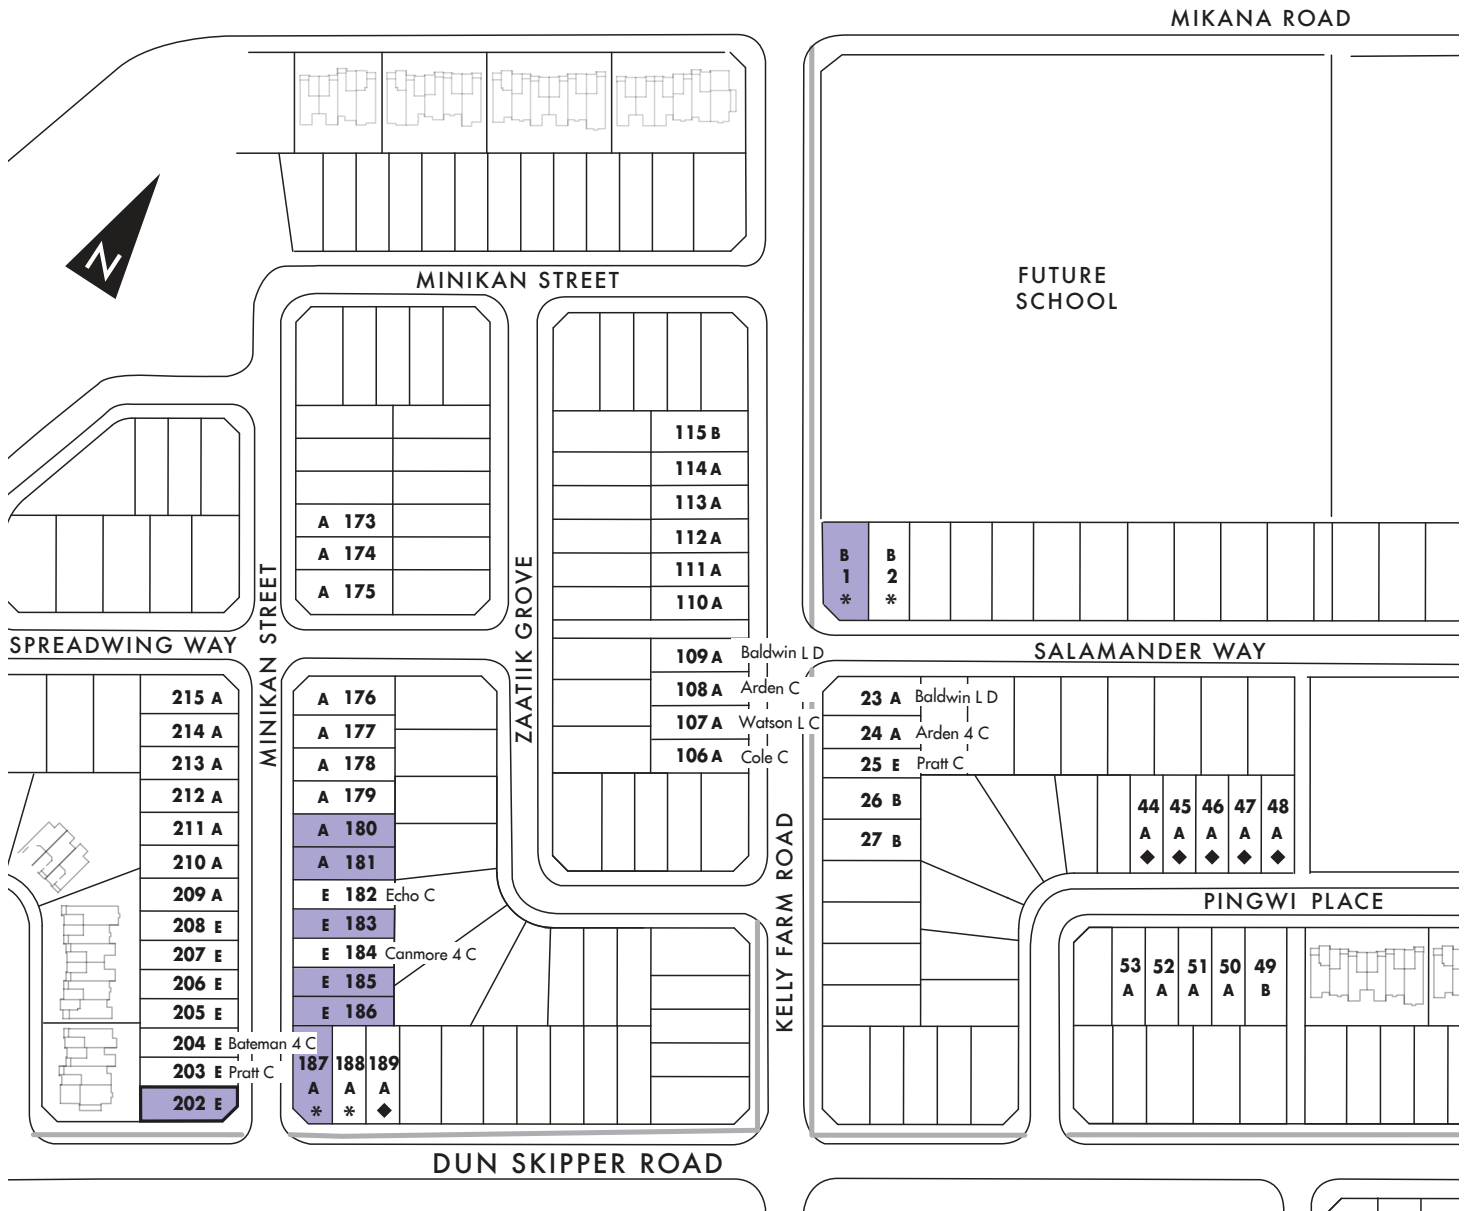 MIKANA ROAD
N
MINIKAN STREET
FUTURE
SCHOOL
115 B
114 A
113 A
112 A
111 A
110 A
109 A Baldwin L D
108 A Arden C
107 A Watson L C
106 A Cole C
A 173
A 174
A 175
ZAATIIK GROVE
MINIKAN STREET
SPREADWING WAY
B B
1 2
* *
SALAMANDER WAY
215 A
214 A
213 A
212 A
211 A
210 A
209 A
208 E
207 E
206 E
205 E
204 E Bateman 4 C
203 E Pratt C
202 E
A 176
A 177
A 178
A 179
A 180
A 181
E 182 Echo C
E 183
E 184 Canmore 4 C
E 185
E 186
187 188 189
A A A
* * ◆
KELLY FARM ROAD
23 A Baldwin L D
24 A Arden 4 C
25 E Pratt C
26 B
27 B
44 45 46 47 48
A A A A A
◆ ◆ ◆ ◆ ◆
PINGWI PLACE
53 52 51 50 49
A A A A B
DUN SKIPPER ROAD